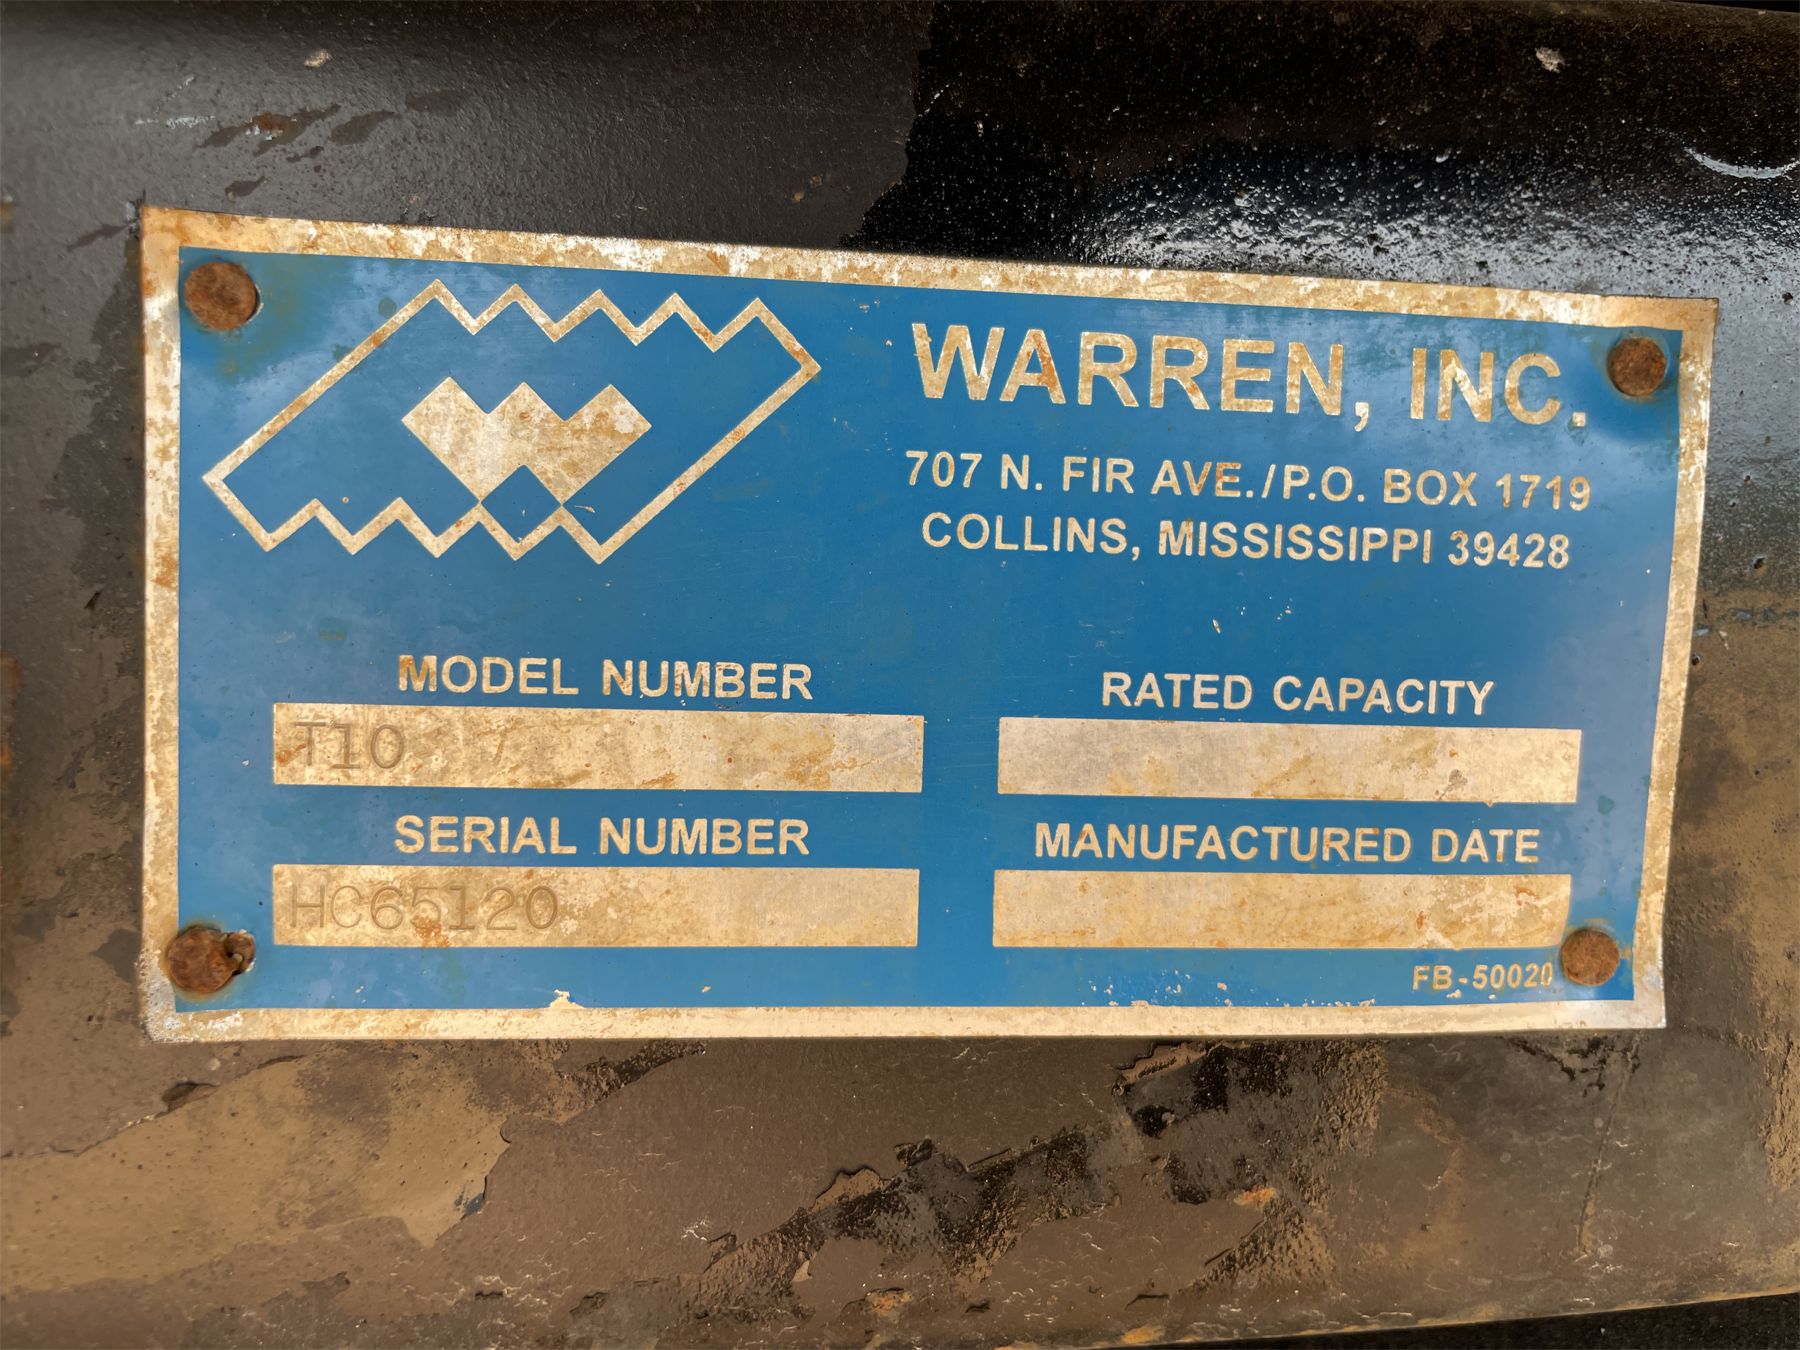 WARREN, INC.
707 N. FIR AVE./P.O. BOX 1719
COLLINS, MISSISSIPPI 39428
MODEL NUMBER
T10
RATED CAPACITY
SERIAL NUMBER
HC65120
MANUFACTURED DATE
FB-50020